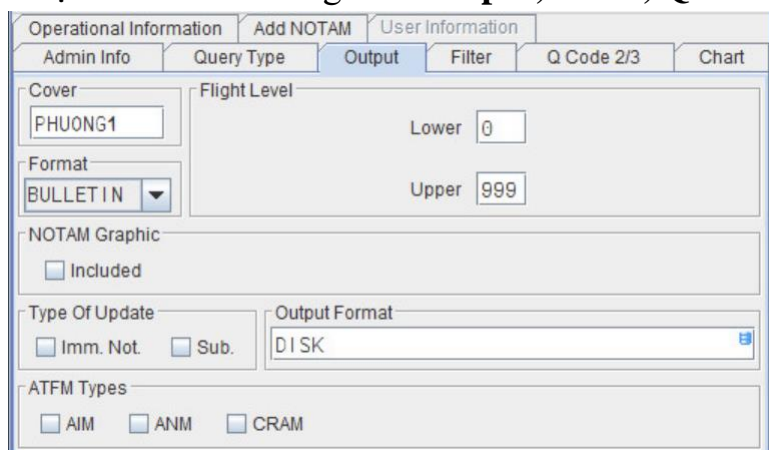 Operational Information Add NOTAM User Information
Admin Info Query Type Output Filter Q Code 2/3 Chart
Cover Flight Level
PHUONG1 Lower 0
Format
BULLETIN Upper 999
NOTAM Graphic
Included
Type Of Update Output Format
Imm. Not. Sub. DISK
ATFM Types
AIM ANM CRAM